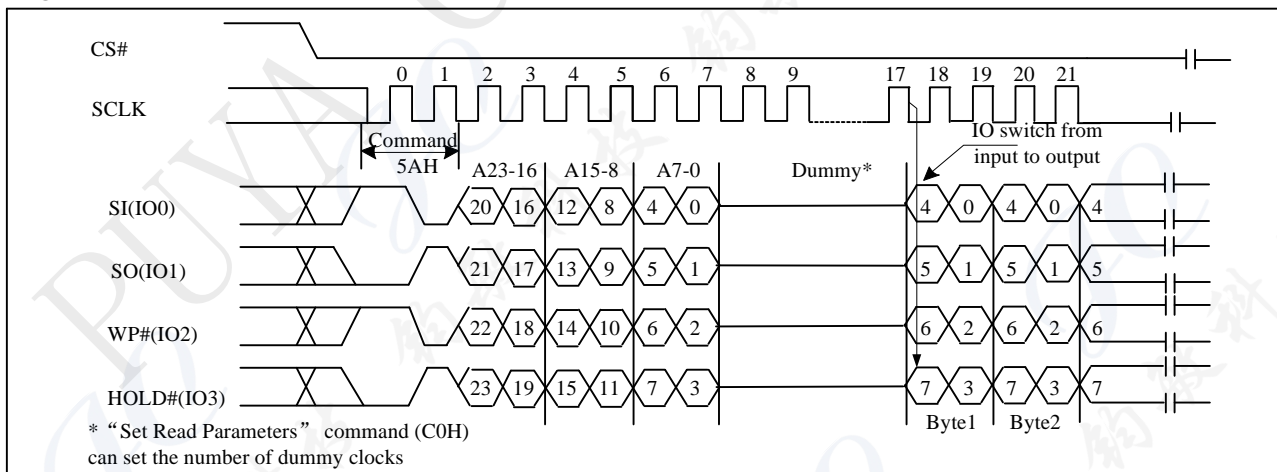 CS#
0 1 2 3 4 5 6 7 8 9 17 18 19 20 21
SCLK
Command
5AH
IO switch from
input to output
A23-16 A15-8 A7-0 Dummy*
SI(IO0) 20 16 12 8 4 0 4 0 4 0 4
SO(IO1) 21 17 13 9 5 1 5 1 5 1 5
WP#(IO2) 22 18 14 10 6 2 6 2 6 2 6
HOLD#(IO3) 23 19 15 11 7 3 7 3 7 3 7
Byte1 Byte2
* “Set Read Parameters” command (C0H)
can set the number of dummy clocks
PUYA